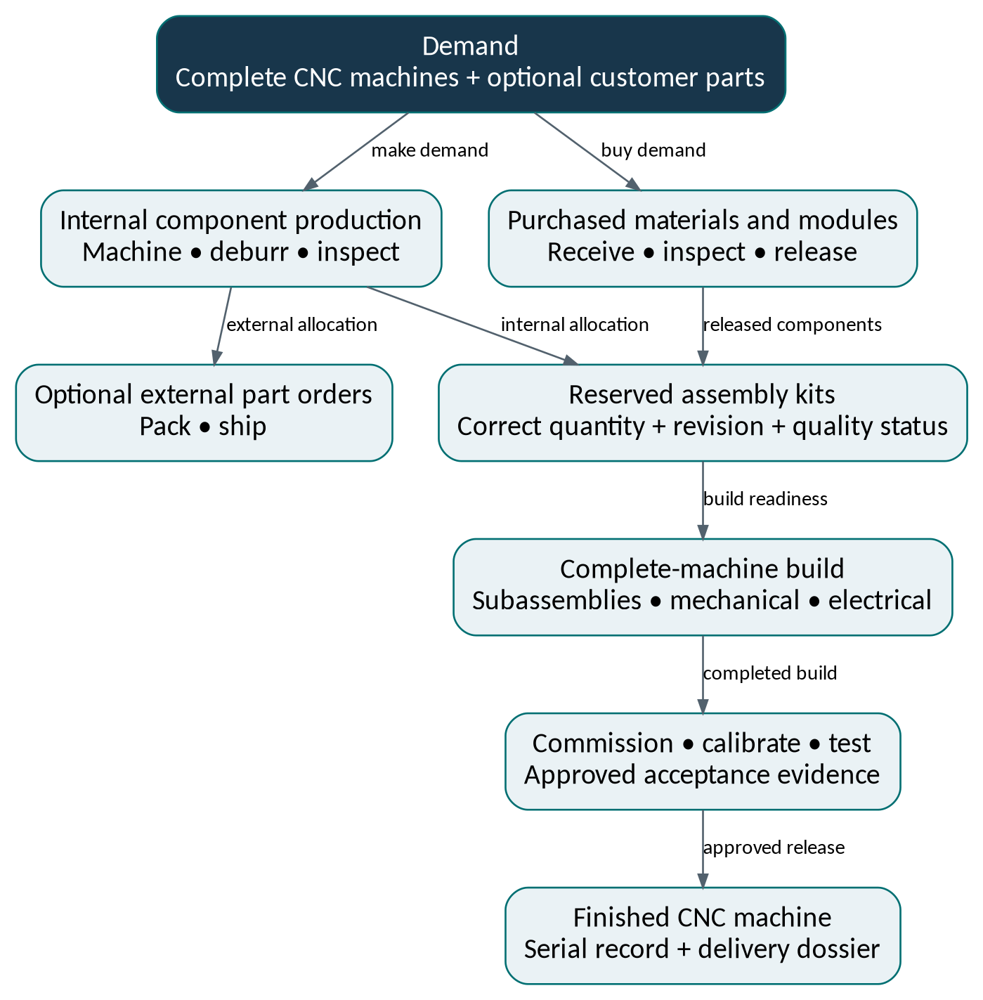 Demand
Complete CNC machines + optional customer parts
make demand
buy demand
Internal component production
Machine • deburr • inspect
Purchased materials and modules
Receive • inspect • release
external allocation
internal allocation
released components
Optional external part orders
Pack • ship
Reserved assembly kits
Correct quantity + revision + quality status
build readiness
Complete-machine build
Subassemblies • mechanical • electrical
completed build
Commission • calibrate • test
Approved acceptance evidence
approved release
Finished CNC machine
Serial record + delivery dossier